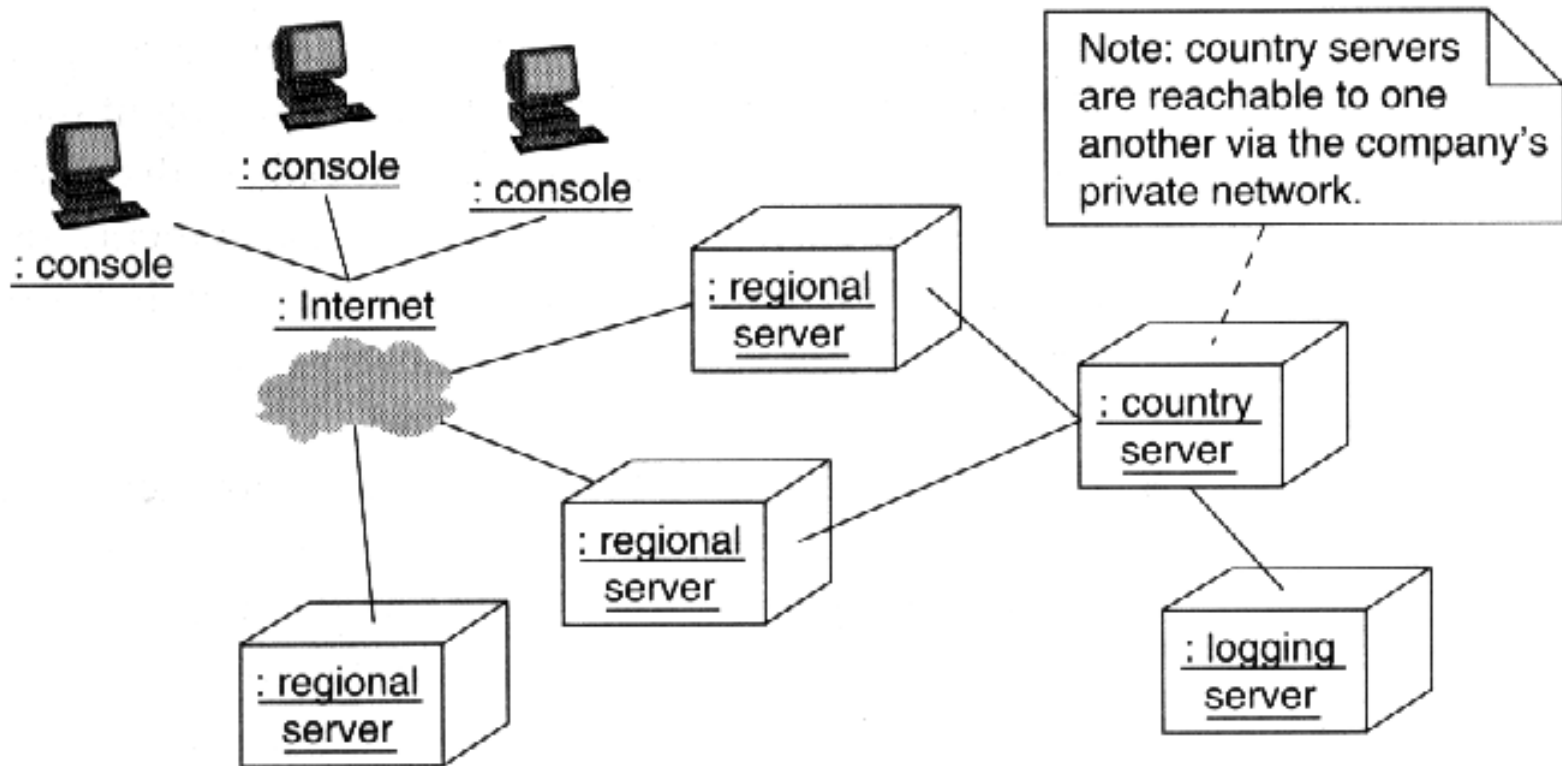 : console
: console
: console
: Internet
Note: country servers
are reachable to one
another via the company's
private network.
: regional
server
: country
server
: regional
server
: regional
server
: logging
server